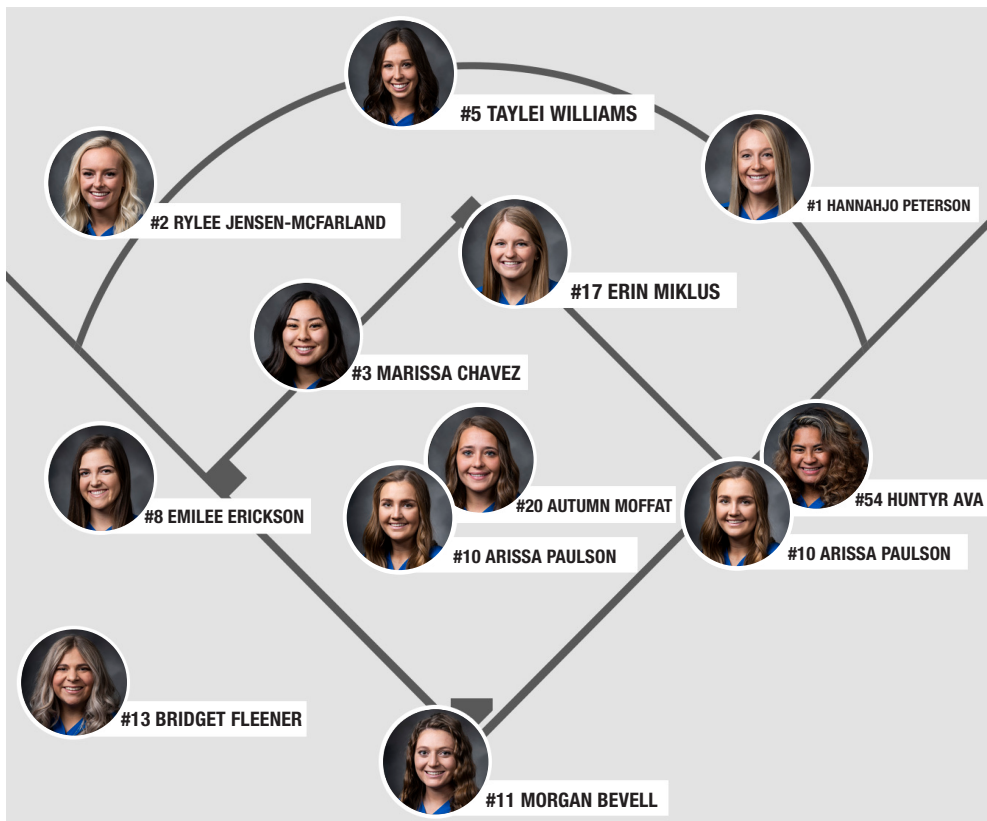 #5 TAYLEI WILLIAMS
#1 HANNAHJO PETERSON
#2 RYLEE JENSEN-MCFARLAND
#17 ERIN MIKLUS
#3 MARISSA CHAVEZ
#20 AUTUMN MOFFAT
#54 HUNTYR AVA
#8 EMILEE ERICKSON
#10 ARISSA PAULSON
#10 ARISSA PAULSON
#13 BRIDGET FLEENER
#11 MORGAN BEVELL